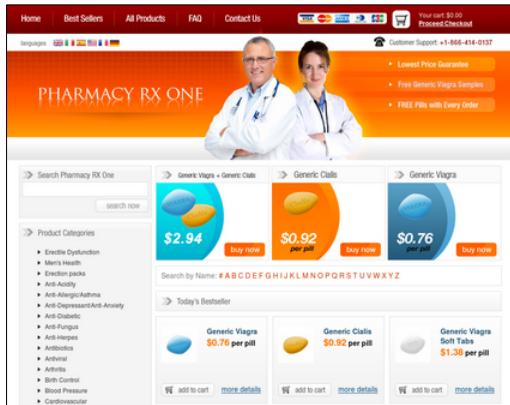 Home Best Sellers All Products FAQ Contact Us
VISA
Your cart: $0.00
Proceed Checkout
languages
Customer Support: +1-866-414-0137
PHARMACY RX ONE
Lowest Price Guarantee
Free Generic Viagra Samples
FREE Pills with Every Order
Search Pharmacy RX One
search now
Product Categories
Erectile Dysfunction
Men's Health
Erection packs
Anti-Acidity
Anti-Allergic/Asthma
Anti-Depressant/Anti-Anxiety
Anti-Diabetic
Anti-Fungus
Anti-Herpes
Antibiotics
Antiviral
Arthritis
Birth Control
Blood Pressure
Cardiovascular
Generic Viagra + Generic Cialis
$2.94
buy now
Generic Cialis
$0.92
per pill
buy now
Generic Viagra
$0.76
per pill
buy now
Search by Name: # A B C D E F G H I J K L M N O P Q R S T U V W X Y Z
Today's Bestseller
Generic Viagra
$0.76 per pill
add to cart more details
Generic Cialis
$0.92 per pill
add to cart more details
Generic Viagra
Soft Tabs
$1.38 per pill
add to cart more details